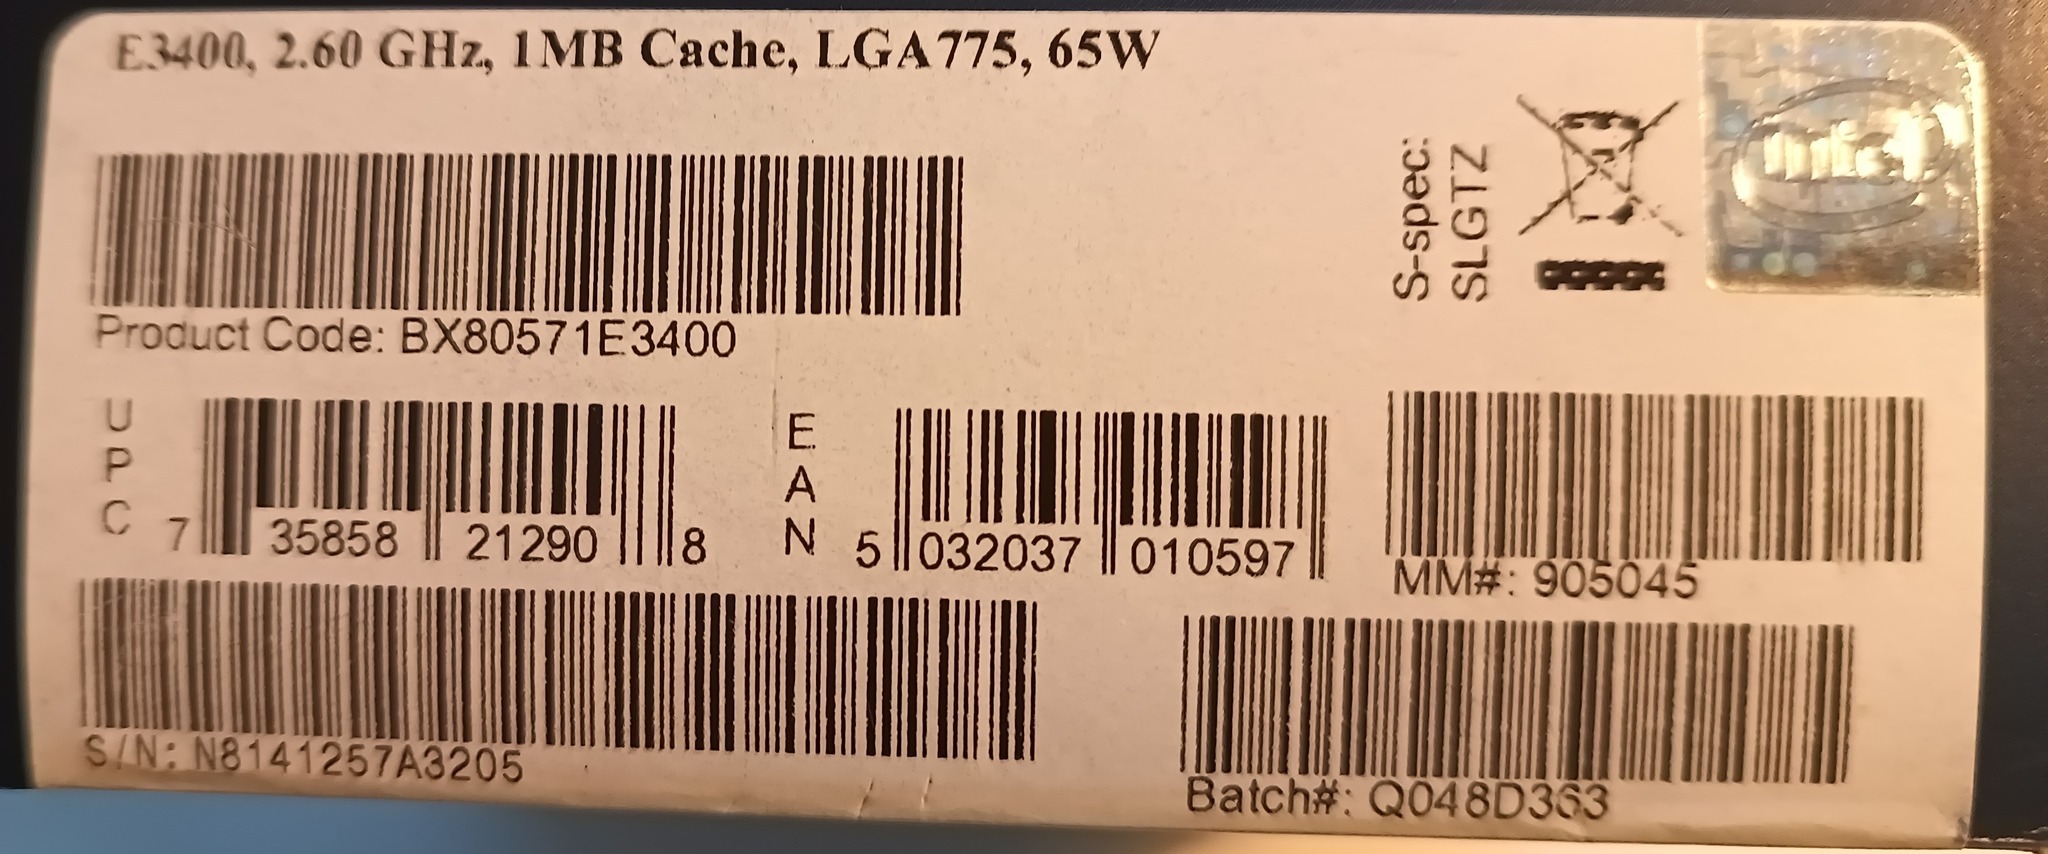 E3400, 2.60 GHz, 1MB Cache, LGA775, 65W
S-spec:
SLGTZ
intel
Product Code: BX80571E3400
UPC 7 35858 21290 8
EAN 5 032037 010597
MM#: 905045
S/N: N8141257A3205
Batch#: Q048D363